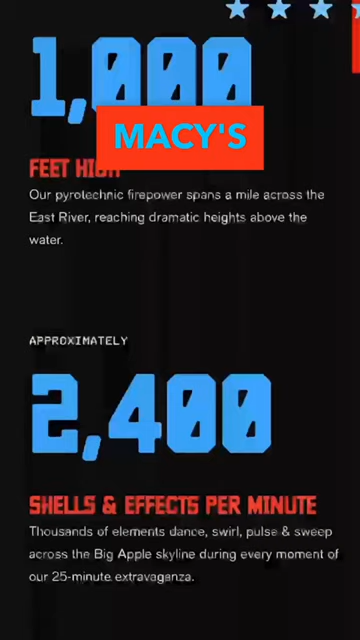 1,000
MACY'S
FEET HIGH
Our pyrotechnic firepower spans a mile across the
East River, reaching dramatic heights above the
water.
APPROXIMATELY
2,400
SHELLS & EFFECTS PER MINUTE
Thousands of elements dance, swirl, pulse & sweep
across the Big Apple skyline during every moment of
our 25-minute extravaganza.